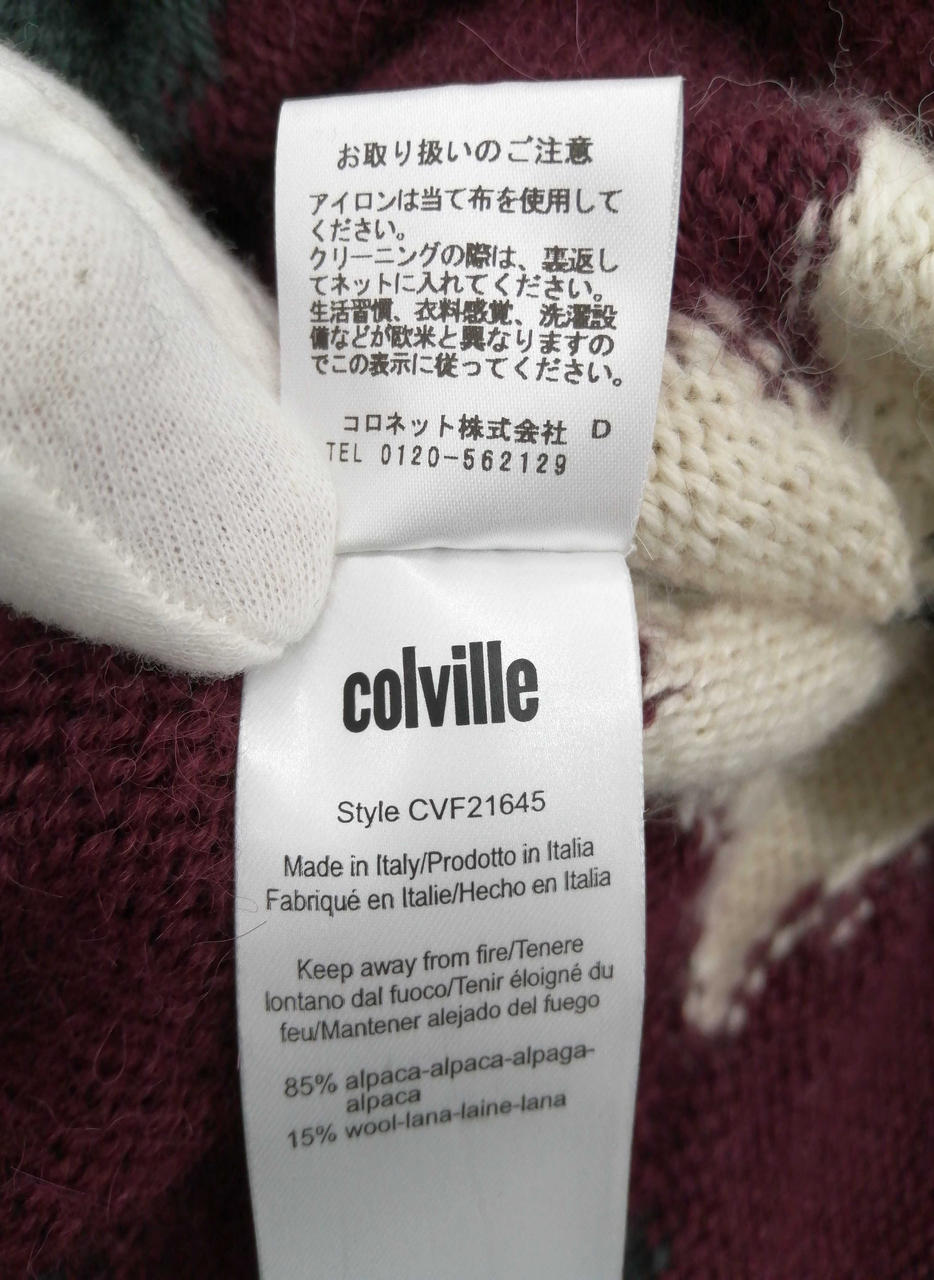 お取り扱いのご注意
アイロンは当て布を使用して
ください。
クリーニングの際は、裏返し
てネットに入れてください。
生活習慣、衣料感覚、洗濯設
備などが欧米と異なりますの
でこの表示に従ってください。
コロネット株式会社 D
TEL 0120-562129
colville
Style CVF21645
Made in Italy/Prodotto in Italia
Fabriqué en Italie/Hecho en Italia
Keep away from fire/Tenere
lontano dal fuoco/Tenir éloigné du
feu/Mantener alejado del fuego
85% alpaca-alpaca-alpaga-
alpaca
15% wool-lana-laine-lana